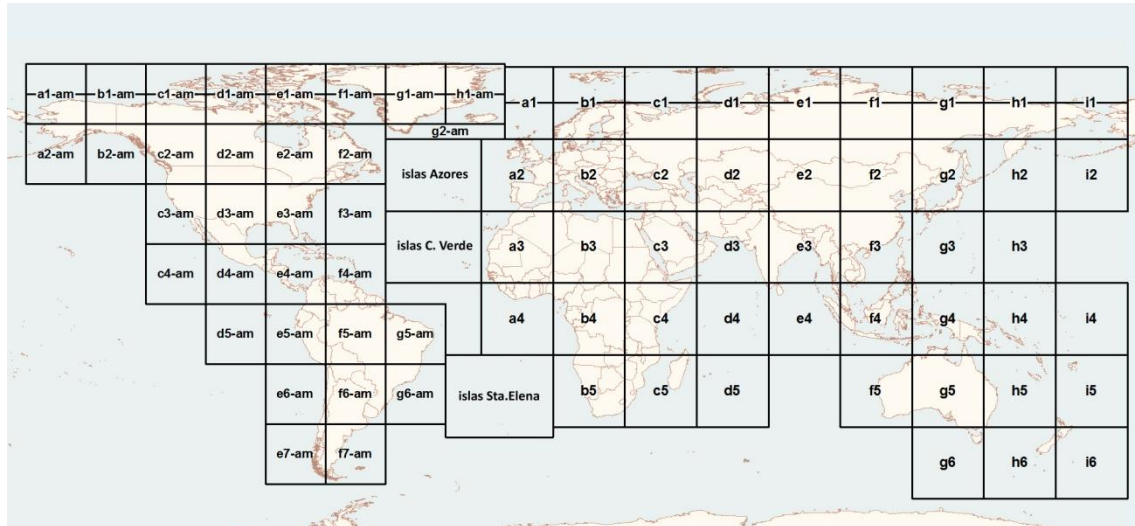 a1-am b1-am c1-am d1-am e1-am f1-am g1-am h1-am
a1 b1 c1 d1 e1 f1 g1 h1 i1
g2-am
a2-am b2-am c2-am d2-am e2-am f2-am
islas Azores a2 b2 c2 d2 e2 f2 g2 h2 i2
c3-am d3-am e3-am f3-am
islas C. Verde a3 b3 c3 d3 e3 f3 g3 h3
c4-am d4-am e4-am f4-am
a4 b4 c4 d4 e4 f4 g4 h4 i4
d5-am e5-am f5-am g5-am
e6-am f6-am g6-am islas Sta.Elena b5 c5 d5 f5 g5 h5 i5
e7-am f7-am
g6 h6 i6